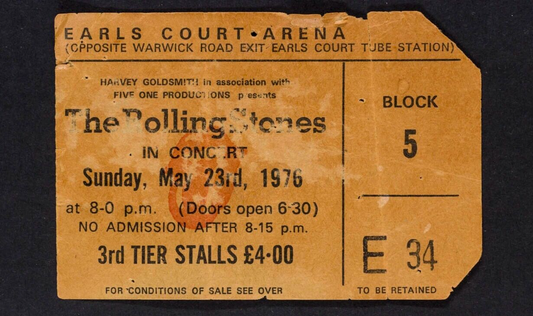 EARLS COURT • ARENA
(OPPOSITE WARWICK ROAD EXIT EARLS COURT TUBE STATION)
HARVEY GOLDSMITH in association with
FIVE ONE PRODUCTIONS presents
The Rolling Stones
IN CONCERT
Sunday, May 23rd, 1976
at 8-0 p.m. (Doors open 6-30)
NO ADMISSION AFTER 8-15 p.m.
3rd TIER STALLS £4·00
FOR CONDITIONS OF SALE SEE OVER
BLOCK
5
E 34
TO BE RETAINED